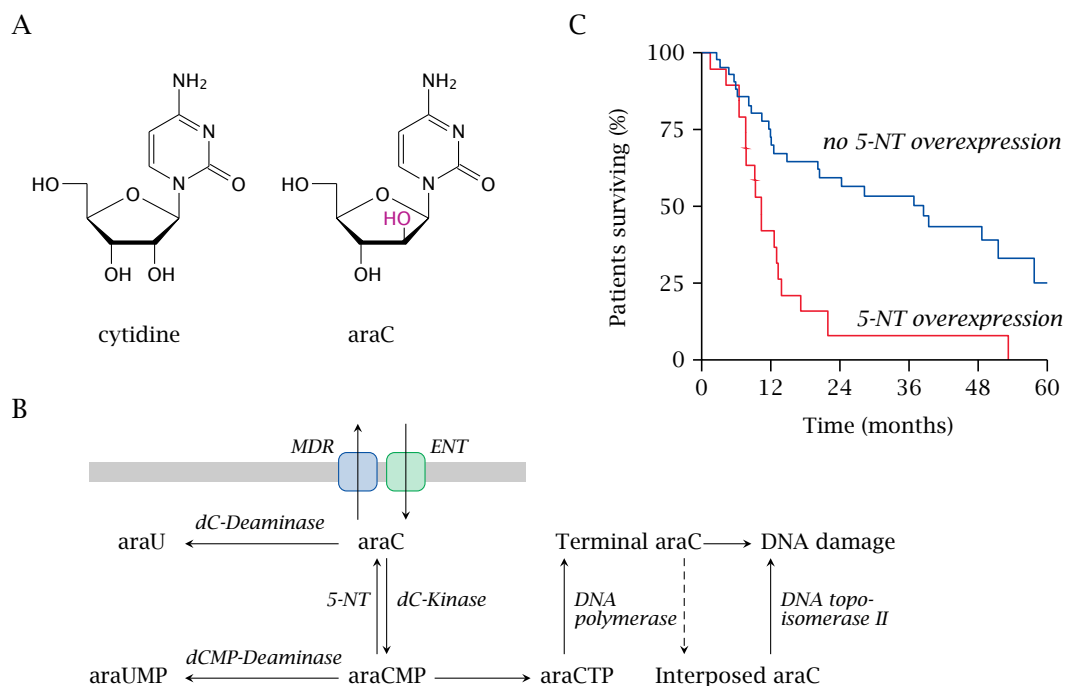 A
NH₂
N
N
O
HO
O
OH
OH
cytidine
NH₂
N
N
O
HO
O
HO
OH
araC
B
MDR
ENT
araU
dC-Deaminase
araC
5-NT
dC-Kinase
araUMP
dCMP-Deaminase
araCMP
araCTP
DNA
polymerase
Terminal araC
DNA damage
DNA topo-
isomerase II
Interposed araC
C
Patients surviving (%)
100
75
50
25
0
no 5-NT overexpression
5-NT overexpression
0
12
24
36
48
60
Time (months)